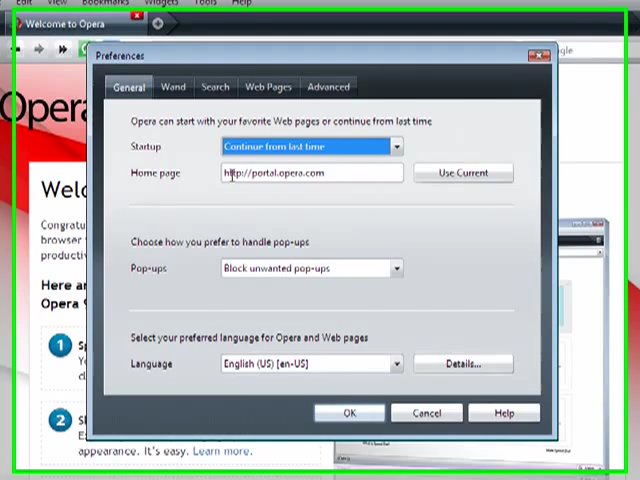 Edit View Bookmarks Widgets Tools Help
Welcome to Opera
Preferences
General Wand Search Web Pages Advanced
Opera can start with your favorite Web pages or continue from last time
Startup Continue from last time
Home page http://portal.opera.com Use Current
Choose how you prefer to handle pop-ups
Pop-ups Block unwanted pop-ups
Select your preferred language for Opera and Web pages
Language English (US) [en-US] Details...
OK Cancel Help
Opera
Congratu
browser
Here ar
Opera 9
1
2
appearance. It's easy. Learn more.